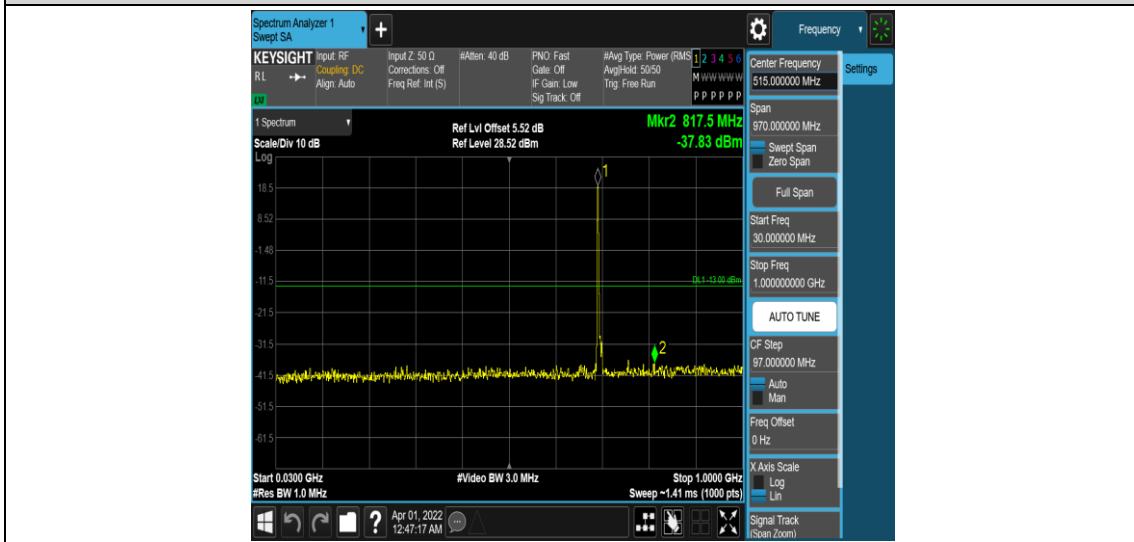 Spectrum Analyzer 1
Swept SA
+
Frequency
KEYSIGHT
RL
Input: RF
Coupling: DC
Align: Auto
Input Z: 50 Ω
Corrections: Off
Freq Ref: Int (S)
#Atten: 40 dB
PNO: Fast
Gate: Off
IF Gain: Low
Sig Track: Off
#Avg Type: Power (RMS
Avg|Hold: 50/50
Trig: Free Run
1 2 3 4 5 6
M W W W W W
P P P P P P
1 Spectrum
Scale/Div 10 dB
Log
Ref Lvl Offset 5.52 dB
Ref Level 28.52 dBm
Mkr2 817.5 MHz
-37.83 dBm
1
18.5
8.52
-1.48
-11.5
DL1 -13.00 dBm
-21.5
-31.5
2
-41.5
-51.5
-61.5
Start 0.0300 GHz
#Res BW 1.0 MHz
#Video BW 3.0 MHz
Stop 1.0000 GHz
Sweep ~1.41 ms (1000 pts)
?
Apr 01, 2022
12:47:17 AM
Center Frequency
515.000000 MHz
Settings
Span
970.000000 MHz
Swept Span
Zero Span
Full Span
Start Freq
30.000000 MHz
Stop Freq
1.000000000 GHz
AUTO TUNE
CF Step
97.000000 MHz
Auto
Man
Freq Offset
0 Hz
X Axis Scale
Log
Lin
Signal Track
(Span Zoom)